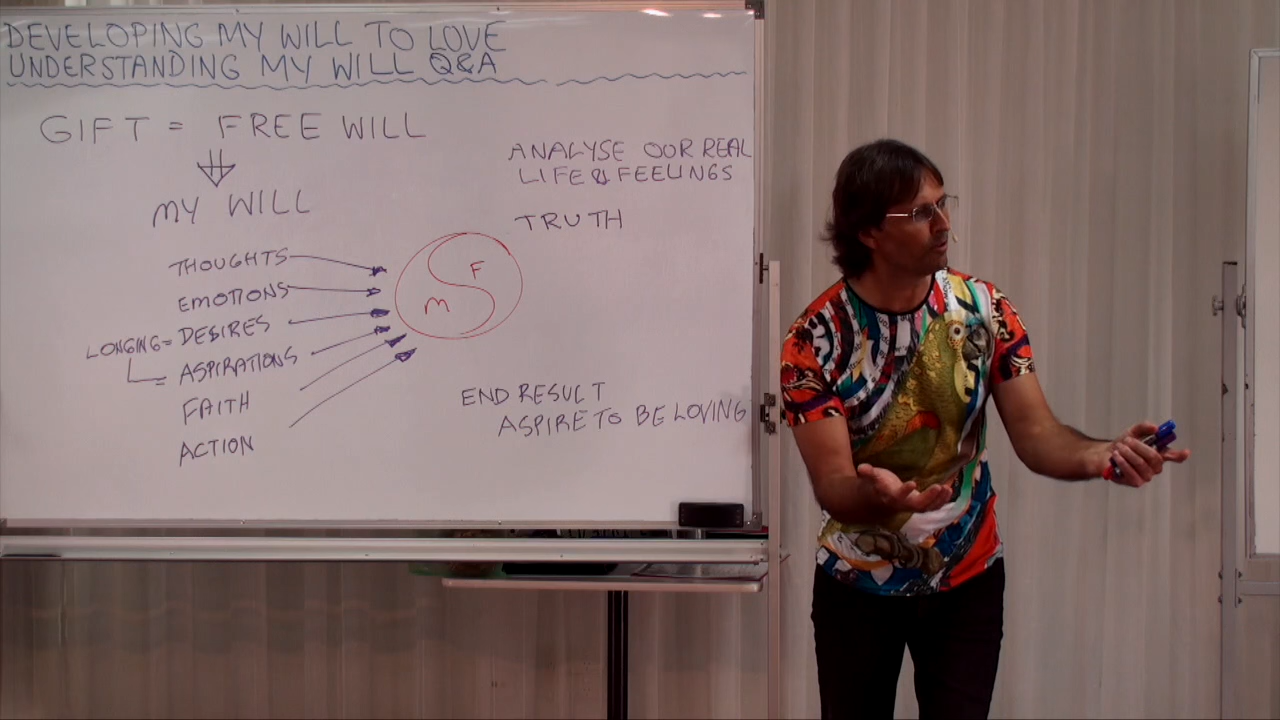 DEVELOPING MY WILL TO LOVE
UNDERSTANDING MY WILL Q&A
GIFT = FREE WILL
MY WILL
THOUGHTS
EMOTIONS
LONGING = DESIRES
= ASPIRATIONS
FAITH
ACTION
M
F
ANALYSE OUR REAL
LIFE & FEELINGS
TRUTH
END RESULT
ASPIRE TO BE LOVING